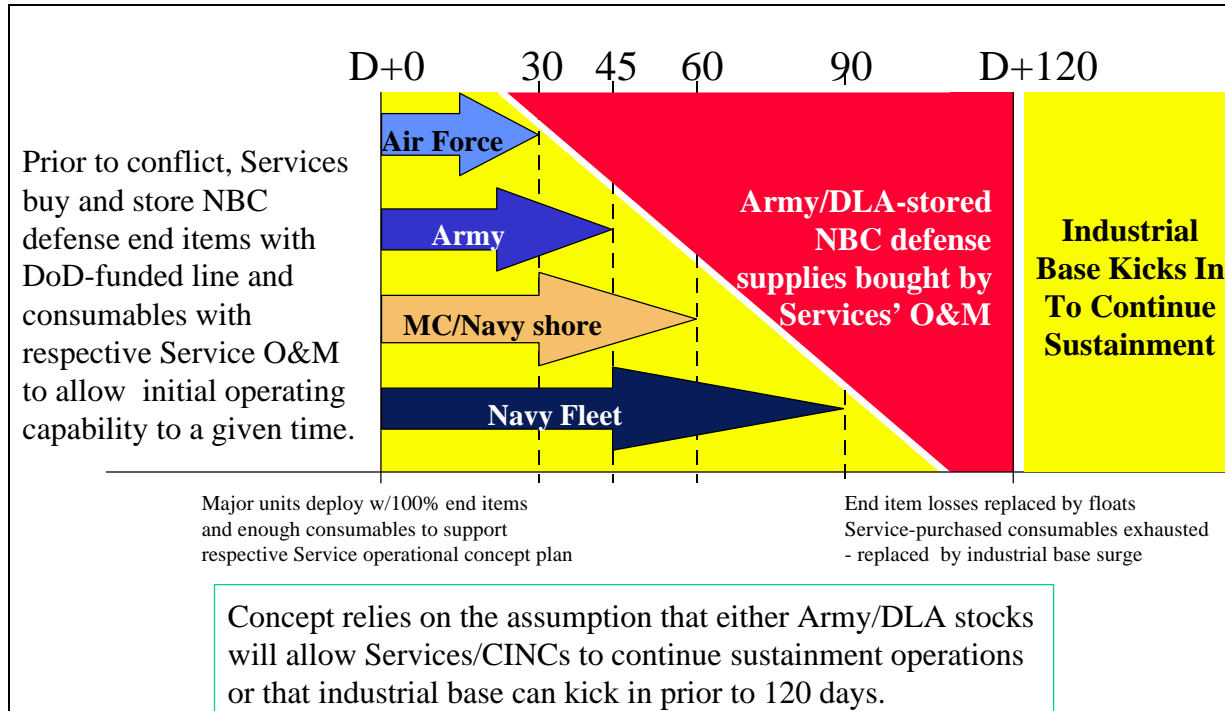 D+0 30 45 60 90 D+120
Prior to conflict, Services
buy and store NBC
defense end items with
DoD-funded line and
consumables with
respective Service O&M
to allow initial operating
capability to a given time.
Air Force
Army
MC/Navy shore
Navy Fleet
Army/DLA-stored
NBC defense
supplies bought by
Services' O&M
Industrial
Base Kicks In
To Continue
Sustainment
Major units deploy w/100% end items
and enough consumables to support
respective Service operational concept plan
End item losses replaced by floats
Service-purchased consumables exhausted
- replaced by industrial base surge
Concept relies on the assumption that either Army/DLA stocks
will allow Services/CINCs to continue sustainment operations
or that industrial base can kick in prior to 120 days.